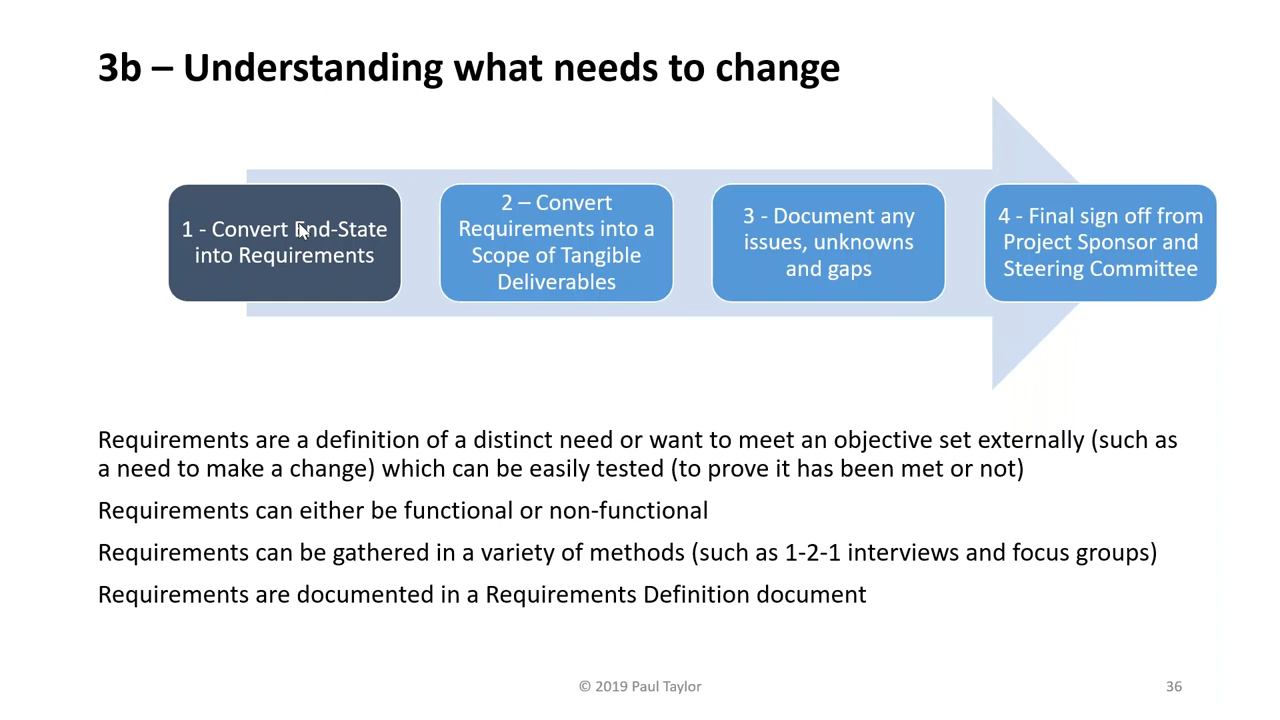 3b – Understanding what needs to change
1 - Convert End-State
into Requirements
2 – Convert
Requirements into a
Scope of Tangible
Deliverables
3 - Document any
issues, unknowns
and gaps
4 - Final sign off from
Project Sponsor and
Steering Committee
Requirements are a definition of a distinct need or want to meet an objective set externally (such as
a need to make a change) which can be easily tested (to prove it has been met or not)
Requirements can either be functional or non-functional
Requirements can be gathered in a variety of methods (such as 1-2-1 interviews and focus groups)
Requirements are documented in a Requirements Definition document
© 2019 Paul Taylor
36